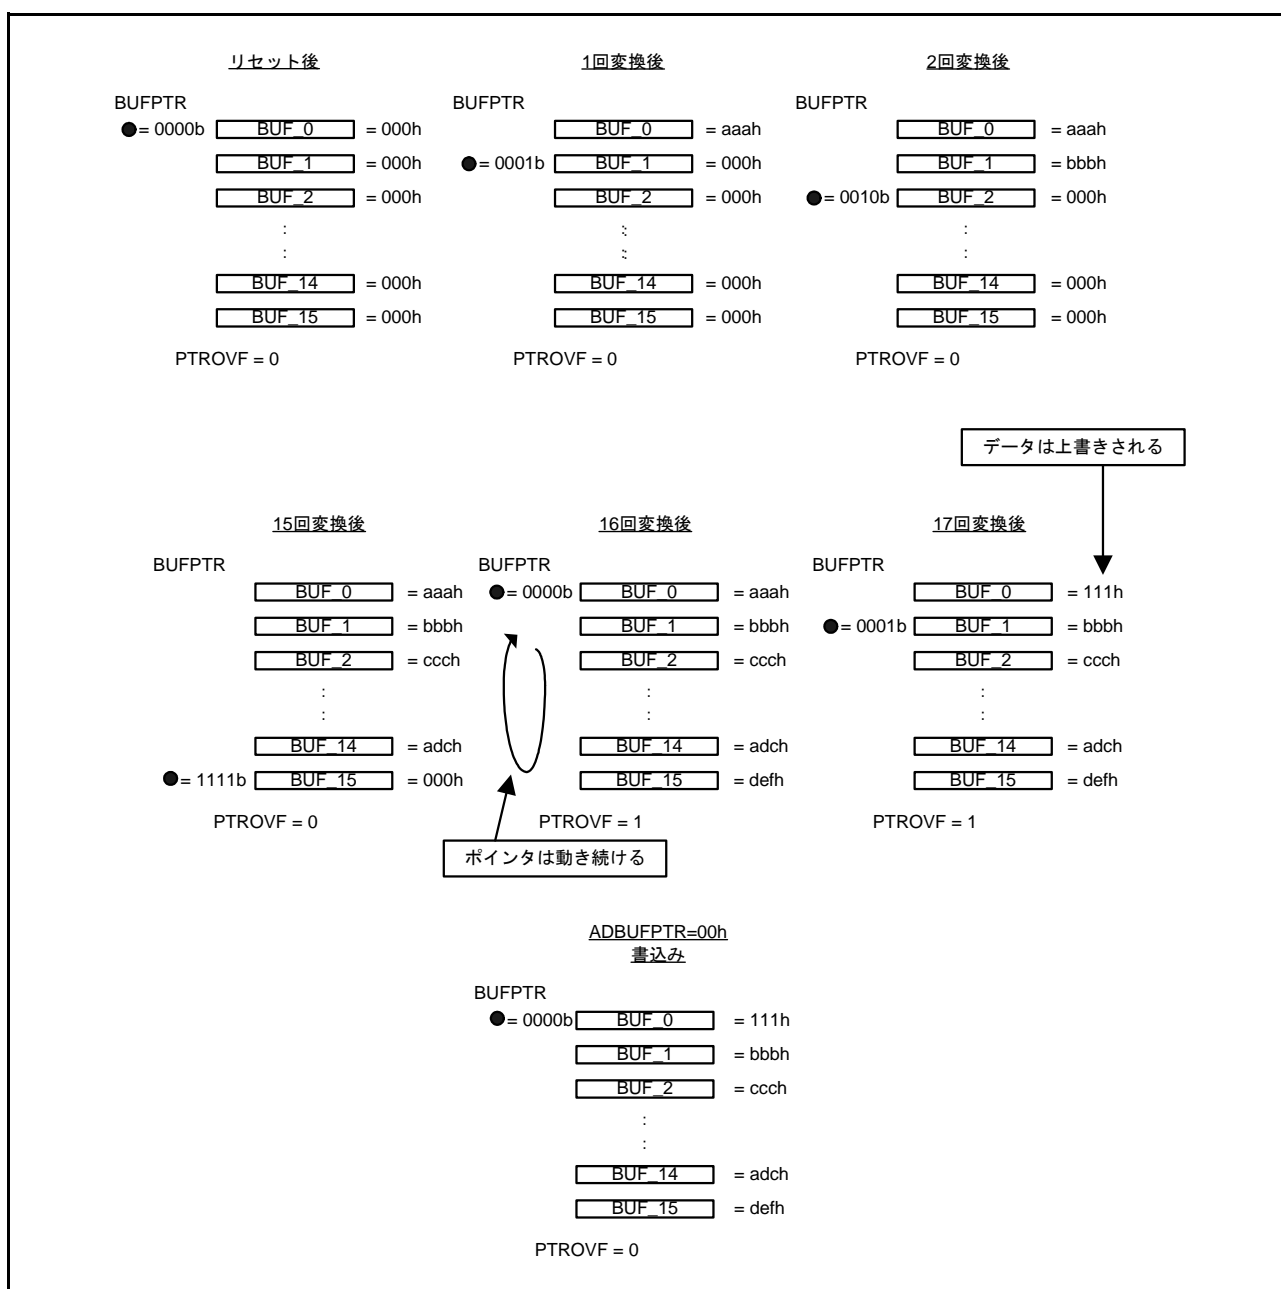 リセット後
BUFPTR
= 0000b BUF_0 = 000h
BUF_1 = 000h
BUF_2 = 000h
:
:
BUF_14 = 000h
BUF_15 = 000h
PTROVF = 0
1回変換後
BUFPTR
BUF_0 = aaah
= 0001b BUF_1 = 000h
BUF_2 = 000h
:
:
BUF_14 = 000h
BUF_15 = 000h
PTROVF = 0
2回変換後
BUFPTR
BUF_0 = aaah
BUF_1 = bbbh
= 0010b BUF_2 = 000h
:
:
BUF_14 = 000h
BUF_15 = 000h
PTROVF = 0
データは上書きされる
15回変換後
BUFPTR
BUF_0 = aaah
BUF_1 = bbbh
BUF_2 = ccch
:
:
BUF_14 = adch
= 1111b BUF_15 = 000h
PTROVF = 0
16回変換後
BUFPTR
= 0000b BUF_0 = aaah
BUF_1 = bbbh
BUF_2 = ccch
:
:
BUF_14 = adch
BUF_15 = defh
PTROVF = 1
ポインタは動き続ける
17回変換後
BUFPTR
BUF_0 = 111h
= 0001b BUF_1 = bbbh
BUF_2 = ccch
:
:
BUF_14 = adch
BUF_15 = defh
PTROVF = 1
ADBUFPTR=00h
書込み
BUFPTR
= 0000b BUF_0 = 111h
BUF_1 = bbbh
BUF_2 = ccch
:
:
BUF_14 = adch
BUF_15 = defh
PTROVF = 0